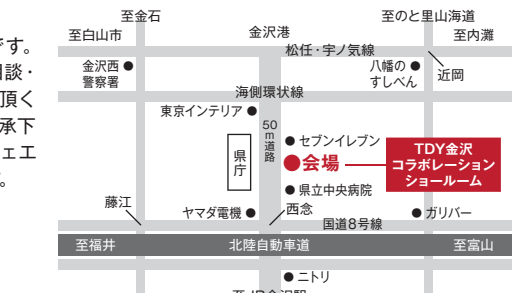 です。
談・
頂く
承下
ェエ
至金石
至のと里山海道
至白山市
金沢港
至内灘
松任・宇ノ気線
金沢西
警察署
八幡の
すしべん
近岡
海側環状線
東京インテリア
50m道路
セブンイレブン
県庁
会場
TDY金沢
コラボレーション
ショールーム
県立中央病院
藤江
ヤマダ電機
西念
ガリバー
国道8号線
至福井
北陸自動車道
至富山
ニトリ